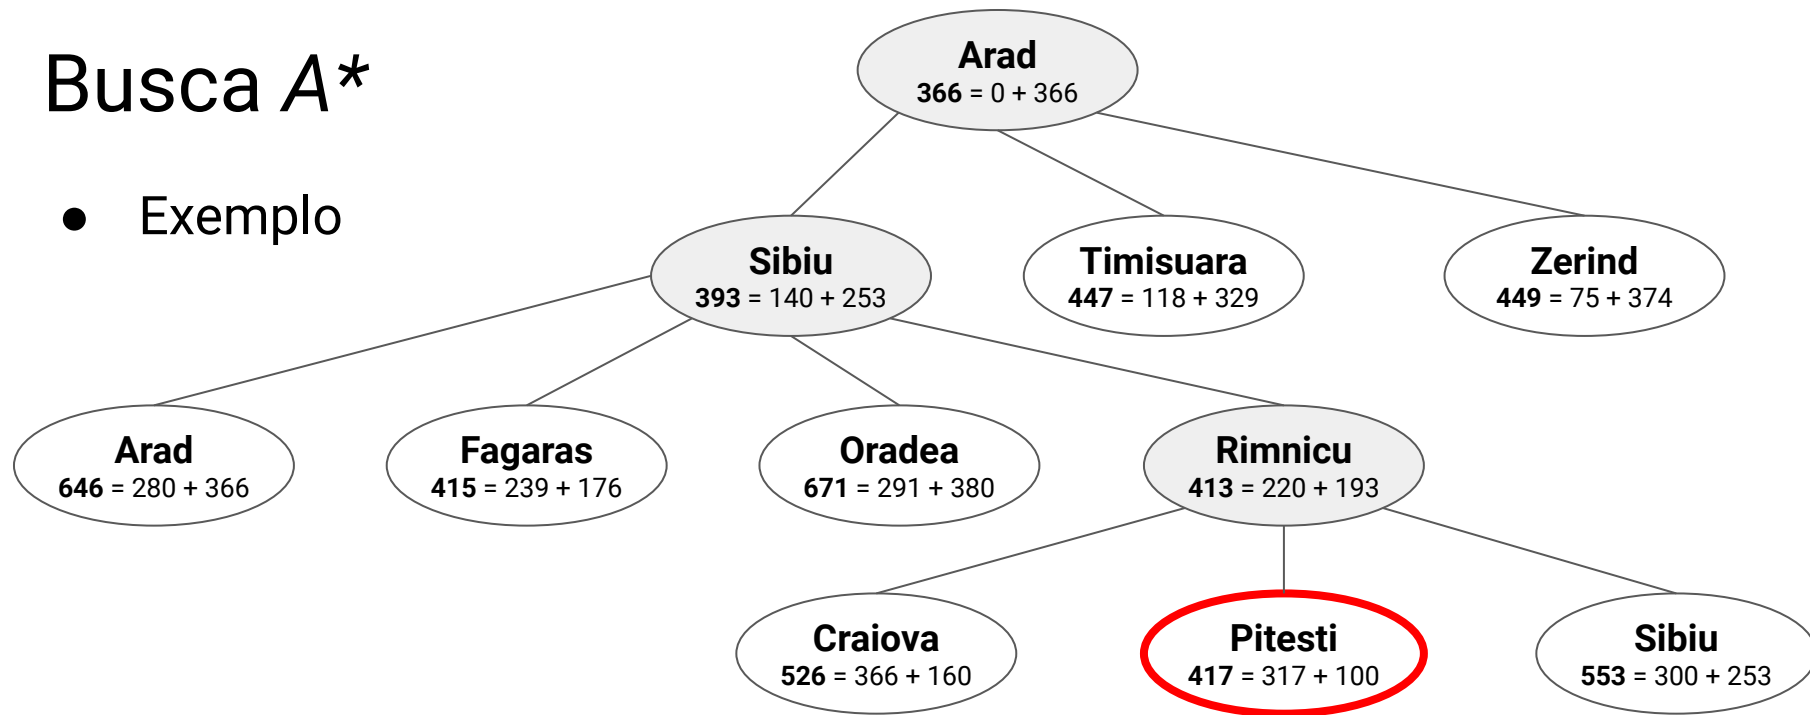 Busca A*
● Exemplo
Arad
366 = 0 + 366
Sibiu
393 = 140 + 253
Timisuara
447 = 118 + 329
Zerind
449 = 75 + 374
Arad
646 = 280 + 366
Fagaras
415 = 239 + 176
Oradea
671 = 291 + 380
Rimnicu
413 = 220 + 193
Craiova
526 = 366 + 160
Pitesti
417 = 317 + 100
Sibiu
553 = 300 + 253